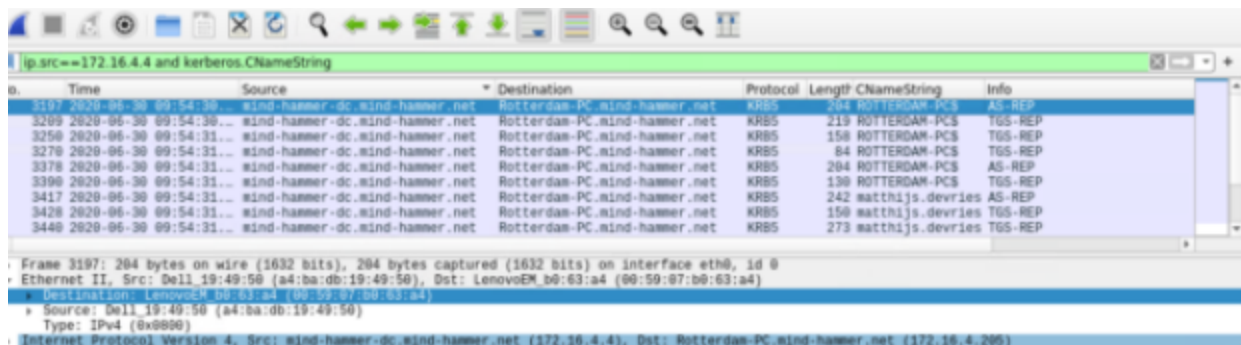 ip.src==172.16.4.4 and kerberos.CNameString
o. Time Source Destination Protocol Length CNameString Info
3197 2020-06-30 09:54:30... mind-hammer-dc.mind-hammer.net Rotterdam-PC.mind-hammer.net KRB5 204 ROTTERDAM-PC$ AS-REP
3209 2020-06-30 09:54:30... mind-hammer-dc.mind-hammer.net Rotterdam-PC.mind-hammer.net KRB5 219 ROTTERDAM-PC$ TGS-REP
3250 2020-06-30 09:54:31... mind-hammer-dc.mind-hammer.net Rotterdam-PC.mind-hammer.net KRB5 158 ROTTERDAM-PC$ TGS-REP
3270 2020-06-30 09:54:31... mind-hammer-dc.mind-hammer.net Rotterdam-PC.mind-hammer.net KRB5 84 ROTTERDAM-PC$ TGS-REP
3378 2020-06-30 09:54:31... mind-hammer-dc.mind-hammer.net Rotterdam-PC.mind-hammer.net KRB5 204 ROTTERDAM-PC$ AS-REP
3390 2020-06-30 09:54:31... mind-hammer-dc.mind-hammer.net Rotterdam-PC.mind-hammer.net KRB5 130 ROTTERDAM-PC$ TGS-REP
3417 2020-06-30 09:54:31... mind-hammer-dc.mind-hammer.net Rotterdam-PC.mind-hammer.net KRB5 242 matthijs.devries AS-REP
3428 2020-06-30 09:54:31... mind-hammer-dc.mind-hammer.net Rotterdam-PC.mind-hammer.net KRB5 150 matthijs.devries TGS-REP
3440 2020-06-30 09:54:31... mind-hammer-dc.mind-hammer.net Rotterdam-PC.mind-hammer.net KRB5 273 matthijs.devries TGS-REP
Frame 3197: 204 bytes on wire (1632 bits), 204 bytes captured (1632 bits) on interface eth0, id 0
Ethernet II, Src: Dell_19:49:50 (a4:ba:db:19:49:50), Dst: LenovoEM_b0:63:a4 (00:59:07:b0:63:a4)
Destination: LenovoEM_b0:63:a4 (00:59:07:b0:63:a4)
Source: Dell_19:49:50 (a4:ba:db:19:49:50)
Type: IPv4 (0x0800)
Internet Protocol Version 4, Src: mind-hammer-dc.mind-hammer.net (172.16.4.4), Dst: Rotterdam-PC.mind-hammer.net (172.16.4.205)